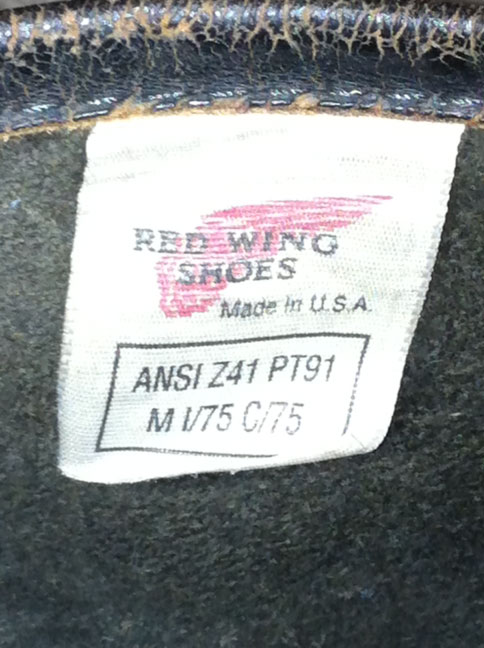 RED WING
SHOES
Made in U.S.A.
ANSI Z41 PT91
M I/75 C/75